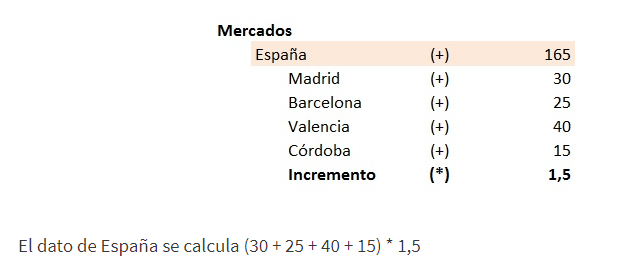 Mercados
España (+) 165
Madrid (+) 30
Barcelona (+) 25
Valencia (+) 40
Córdoba (+) 15
Incremento (*) 1,5
El dato de España se calcula (30 + 25 + 40 + 15) * 1,5